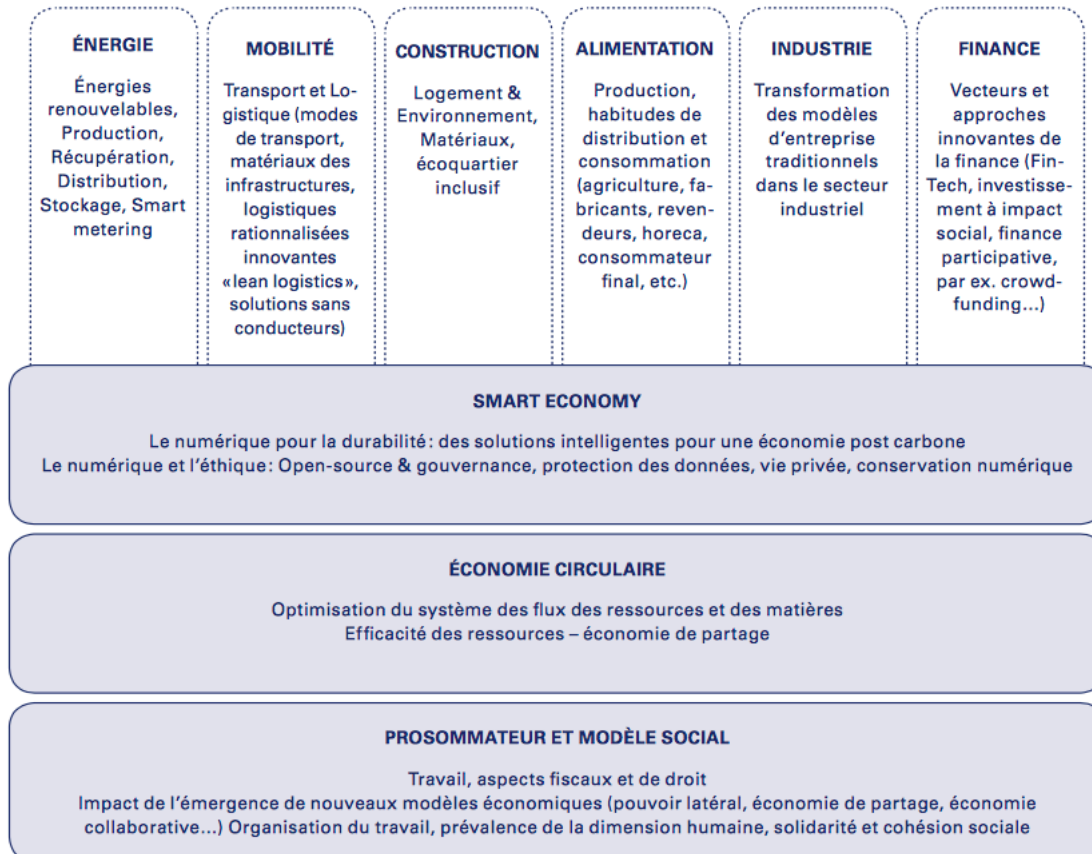 ÉNERGIE
Énergies
renouvelables,
Production,
Récupération,
Distribution,
Stockage, Smart
metering
MOBILITÉ
Transport et Lo-
gistique (modes
de transport,
matériaux des
infrastructures,
logistiques
rationnalisées
innovantes
«lean logistics»,
solutions sans
conducteurs)
CONSTRUCTION
Logement &
Environnement,
Matériaux,
écoquartier
inclusif
ALIMENTATION
Production,
habitudes de
distribution et
consommation
(agriculture, fa-
bricants, reven-
deurs, horeca,
consommateur
final, etc.)
INDUSTRIE
Transformation
des modèles
d'entreprise
traditionnels
dans le secteur
industriel
FINANCE
Vecteurs et
approches
innovantes de
la finance (Fin-
Tech, investisse-
ment à impact
social, finance
participative,
par ex. crowd-
funding...)
SMART ECONOMY
Le numérique pour la durabilité: des solutions intelligentes pour une économie post carbone
Le numérique et l'éthique: Open-source & gouvernance, protection des données, vie privée, conservation numérique
ÉCONOMIE CIRCULAIRE
Optimisation du système des flux des ressources et des matières
Efficacité des ressources – économie de partage
PROSOMMATEUR ET MODÈLE SOCIAL
Travail, aspects fiscaux et de droit
Impact de l'émergence de nouveaux modèles économiques (pouvoir latéral, économie de partage, économie
collaborative...) Organisation du travail, prévalence de la dimension humaine, solidarité et cohésion sociale